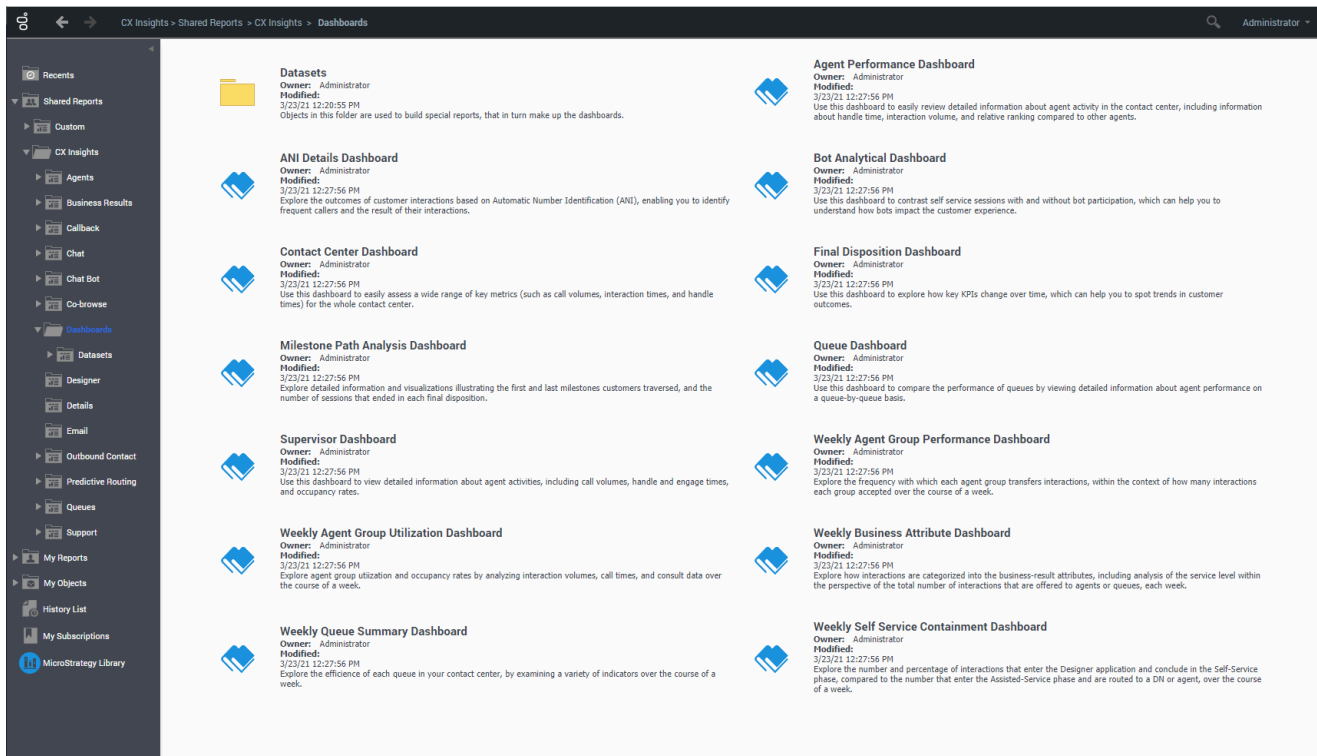 CX Insights > Shared Reports > CX Insights > Dashboards
Administrator
Recents
Shared Reports
Custom
CX Insights
Agents
Business Results
Callback
Chat
Chat Bot
Co-browse
Dashboards
Datasets
Designer
Details
Email
Outbound Contact
Predictive Routing
Queues
Support
My Reports
My Objects
History List
My Subscriptions
MicroStrategy Library
Datasets
Owner: Administrator
Modified:
3/23/21 12:20:55 PM
Objects in this folder are used to build special reports, that in turn make up the dashboards.
Agent Performance Dashboard
Owner: Administrator
Modified:
3/23/21 12:27:56 PM
Use this dashboard to easily review detailed information about agent activity in the contact center, including information
about handle time, interaction volume, and relative ranking compared to other agents.
ANI Details Dashboard
Owner: Administrator
Modified:
3/23/21 12:27:56 PM
Explore the outcomes of customer interactions based on Automatic Number Identification (ANI), enabling you to identify
frequent callers and the result of their interactions.
Bot Analytical Dashboard
Owner: Administrator
Modified:
3/23/21 12:27:56 PM
Use this dashboard to contrast self service sessions with and without bot participation, which can help you to
understand how bots impact the customer experience.
Contact Center Dashboard
Owner: Administrator
Modified:
3/23/21 12:27:56 PM
Use this dashboard to easily assess a wide range of key metrics (such as call volumes, interaction times, and handle
times) for the whole contact center.
Final Disposition Dashboard
Owner: Administrator
Modified:
3/23/21 12:27:56 PM
Use this dashboard to explore how key KPIs change over time, which can help you to spot trends in customer
outcomes.
Milestone Path Analysis Dashboard
Owner: Administrator
Modified:
3/23/21 12:27:56 PM
Explore detailed information and visualizations illustrating the first and last milestones customers traversed, and the
number of sessions that ended in each final disposition.
Queue Dashboard
Owner: Administrator
Modified:
3/23/21 12:27:56 PM
Use this dashboard to compare the performance of queues by viewing detailed information about agent performance on
a queue-by-queue basis.
Supervisor Dashboard
Owner: Administrator
Modified:
3/23/21 12:27:56 PM
Use this dashboard to view detailed information about agent activities, including call volumes, handle and engage times,
and occupancy rates.
Weekly Agent Group Performance Dashboard
Owner: Administrator
Modified:
3/23/21 12:27:56 PM
Explore the frequency with which each agent group transfers interactions, within the context of how many interactions
each group accepted over the course of a week.
Weekly Agent Group Utilization Dashboard
Owner: Administrator
Modified:
3/23/21 12:27:56 PM
Explore agent group utiization and occupancy rates by analyzing interaction volumes, call times, and consult data over
the course of a week.
Weekly Business Attribute Dashboard
Owner: Administrator
Modified:
3/23/21 12:27:56 PM
Explore how interactions are categorized into the business-result attributes, including analysis of the service level within
the perspective of the total number of interactions that are offered to agents or queues, each week.
Weekly Queue Summary Dashboard
Owner: Administrator
Modified:
3/23/21 12:27:56 PM
Explore the efficience of each queue in your contact center, by examining a variety of indicators over the course of a
week.
Weekly Self Service Containment Dashboard
Owner: Administrator
Modified:
3/23/21 12:27:56 PM
Explore the number and percentage of interactions that enter the Designer application and conclude in the Self-Service
phase, compared to the number that enter the Assisted-Service phase and are routed to a DN or agent, over the course
of a week.